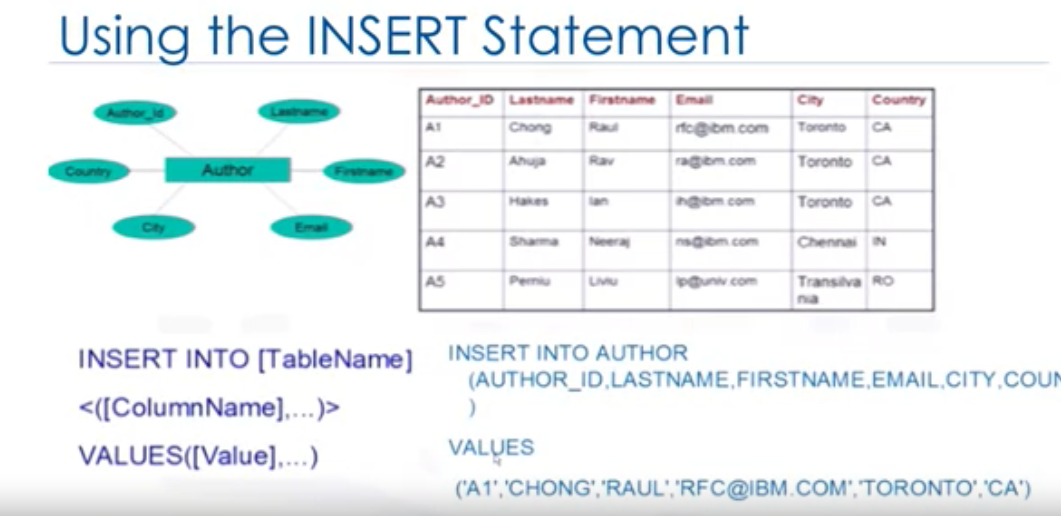 Using the INSERT Statement
Author_id
Lastname
Country
Author
Firstname
City
Email
Author_ID Lastname Firstname Email City Country
A1 Chong Raul rfc@ibm.com Toronto CA
A2 Ahuja Rav ra@ibm.com Toronto CA
A3 Hakes Ian ih@ibm.com Toronto CA
A4 Sharma Neeraj ns@ibm.com Chennai IN
A5 Perniu Liviu lp@univ.com Transilva RO
nia
INSERT INTO [TableName]
<([ColumnName],...)>
VALUES([Value],...)
INSERT INTO AUTHOR
(AUTHOR_ID,LASTNAME,FIRSTNAME,EMAIL,CITY,COUN
)
VALUES
('A1','CHONG','RAUL','RFC@IBM.COM','TORONTO','CA')